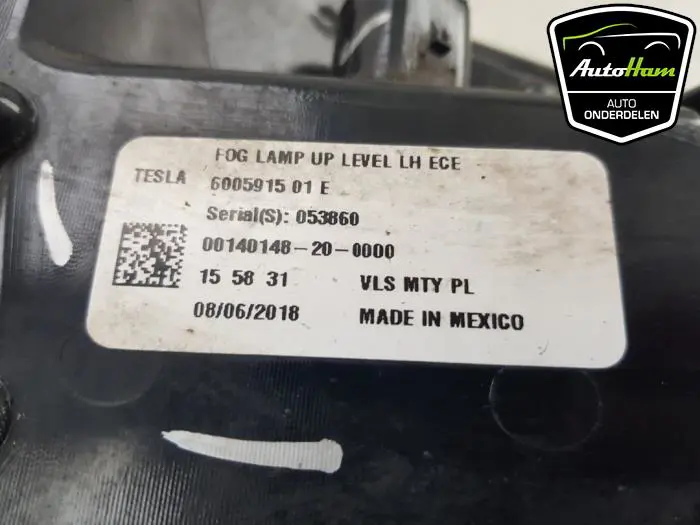 AutoHam
AUTO
ONDERDELEN
FOG LAMP UP LEVEL LH ECE
TESLA 6005915 01 E
Serial(S): 053860
00140148-20-0000
15 58 31 VLS MTY PL
08/06/2018 MADE IN MEXICO